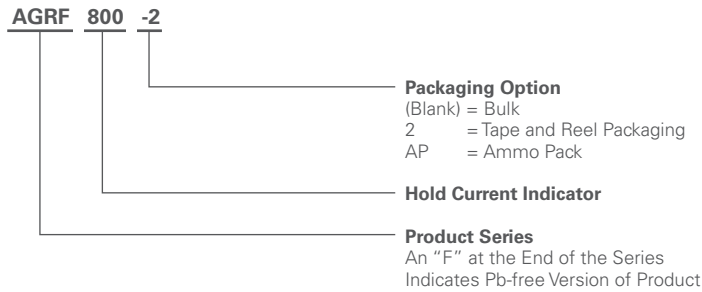 AGRF 800 -2
Packaging Option
(Blank) = Bulk
2 = Tape and Reel Packaging
AP = Ammo Pack
Hold Current Indicator
Product Series
An “F” at the End of the Series
Indicates Pb-free Version of Product